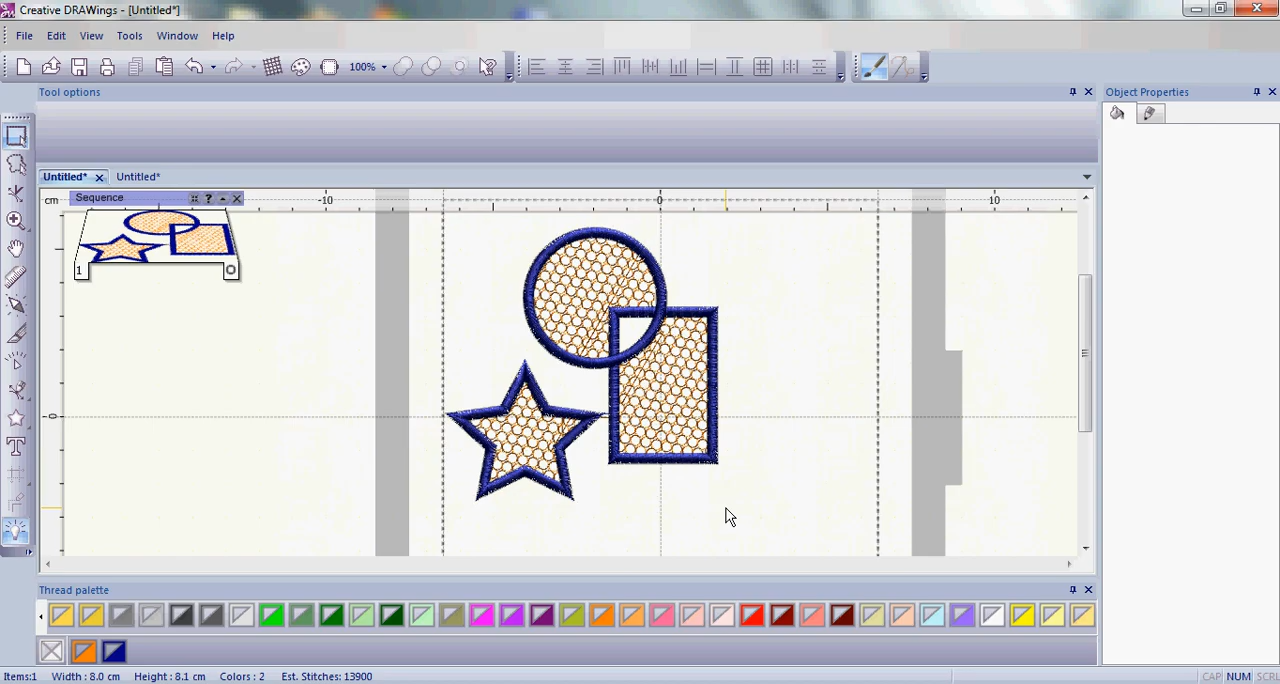 Creative DRAWings - [Untitled*]
File Edit View Tools Window Help
100%
Tool options
Object Properties
Untitled* Untitled*
cm -10 0 10
Sequence
1
0
Thread palette
Items:1 Width : 8.0 cm Height : 8.1 cm Colors : 2 Est. Stitches: 13900 CAP NUM SCRL